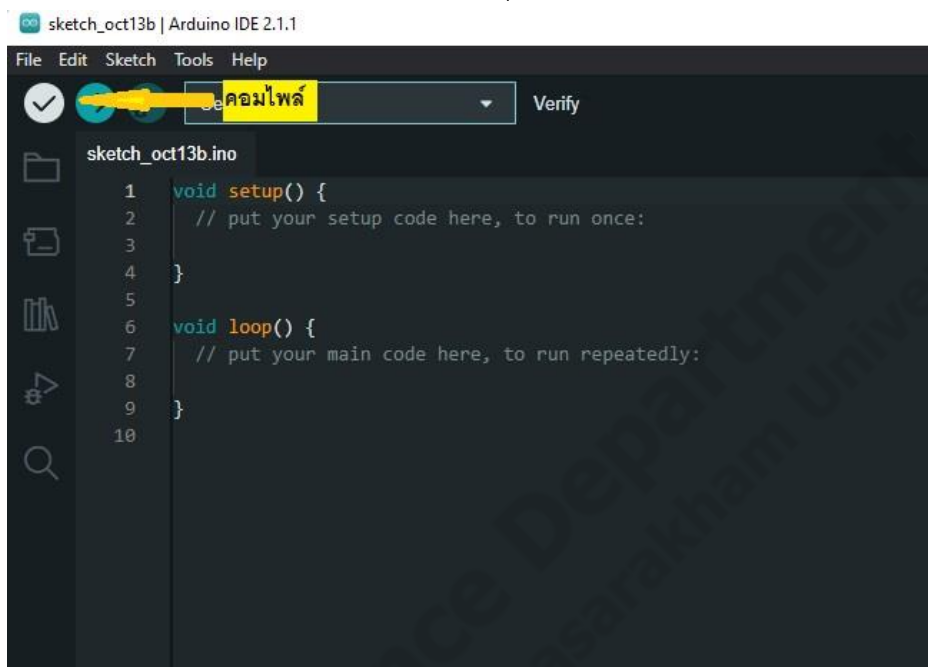 sketch_oct13b | Arduino IDE 2.1.1
File Edit Sketch Tools Help
คอมไพล์
Verify
sketch_oct13b.ino
1 void setup() {
2 // put your setup code here, to run once:
3
4 }
5
6 void loop() {
7 // put your main code here, to run repeatedly:
8
9 }
10
Department